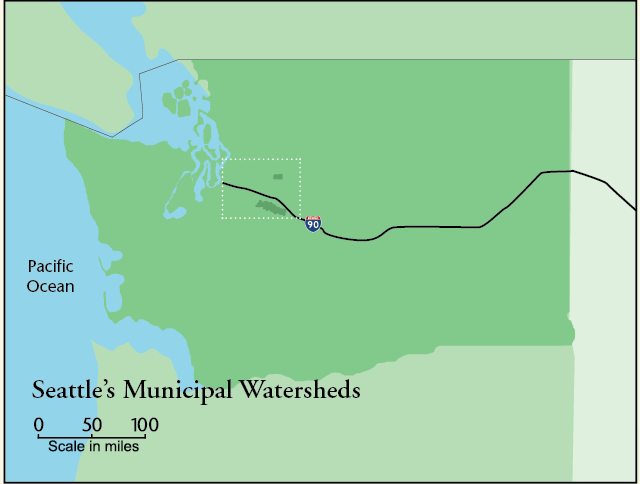 90
Pacific
Ocean
Seattle's Municipal Watersheds
0 50 100
Scale in miles